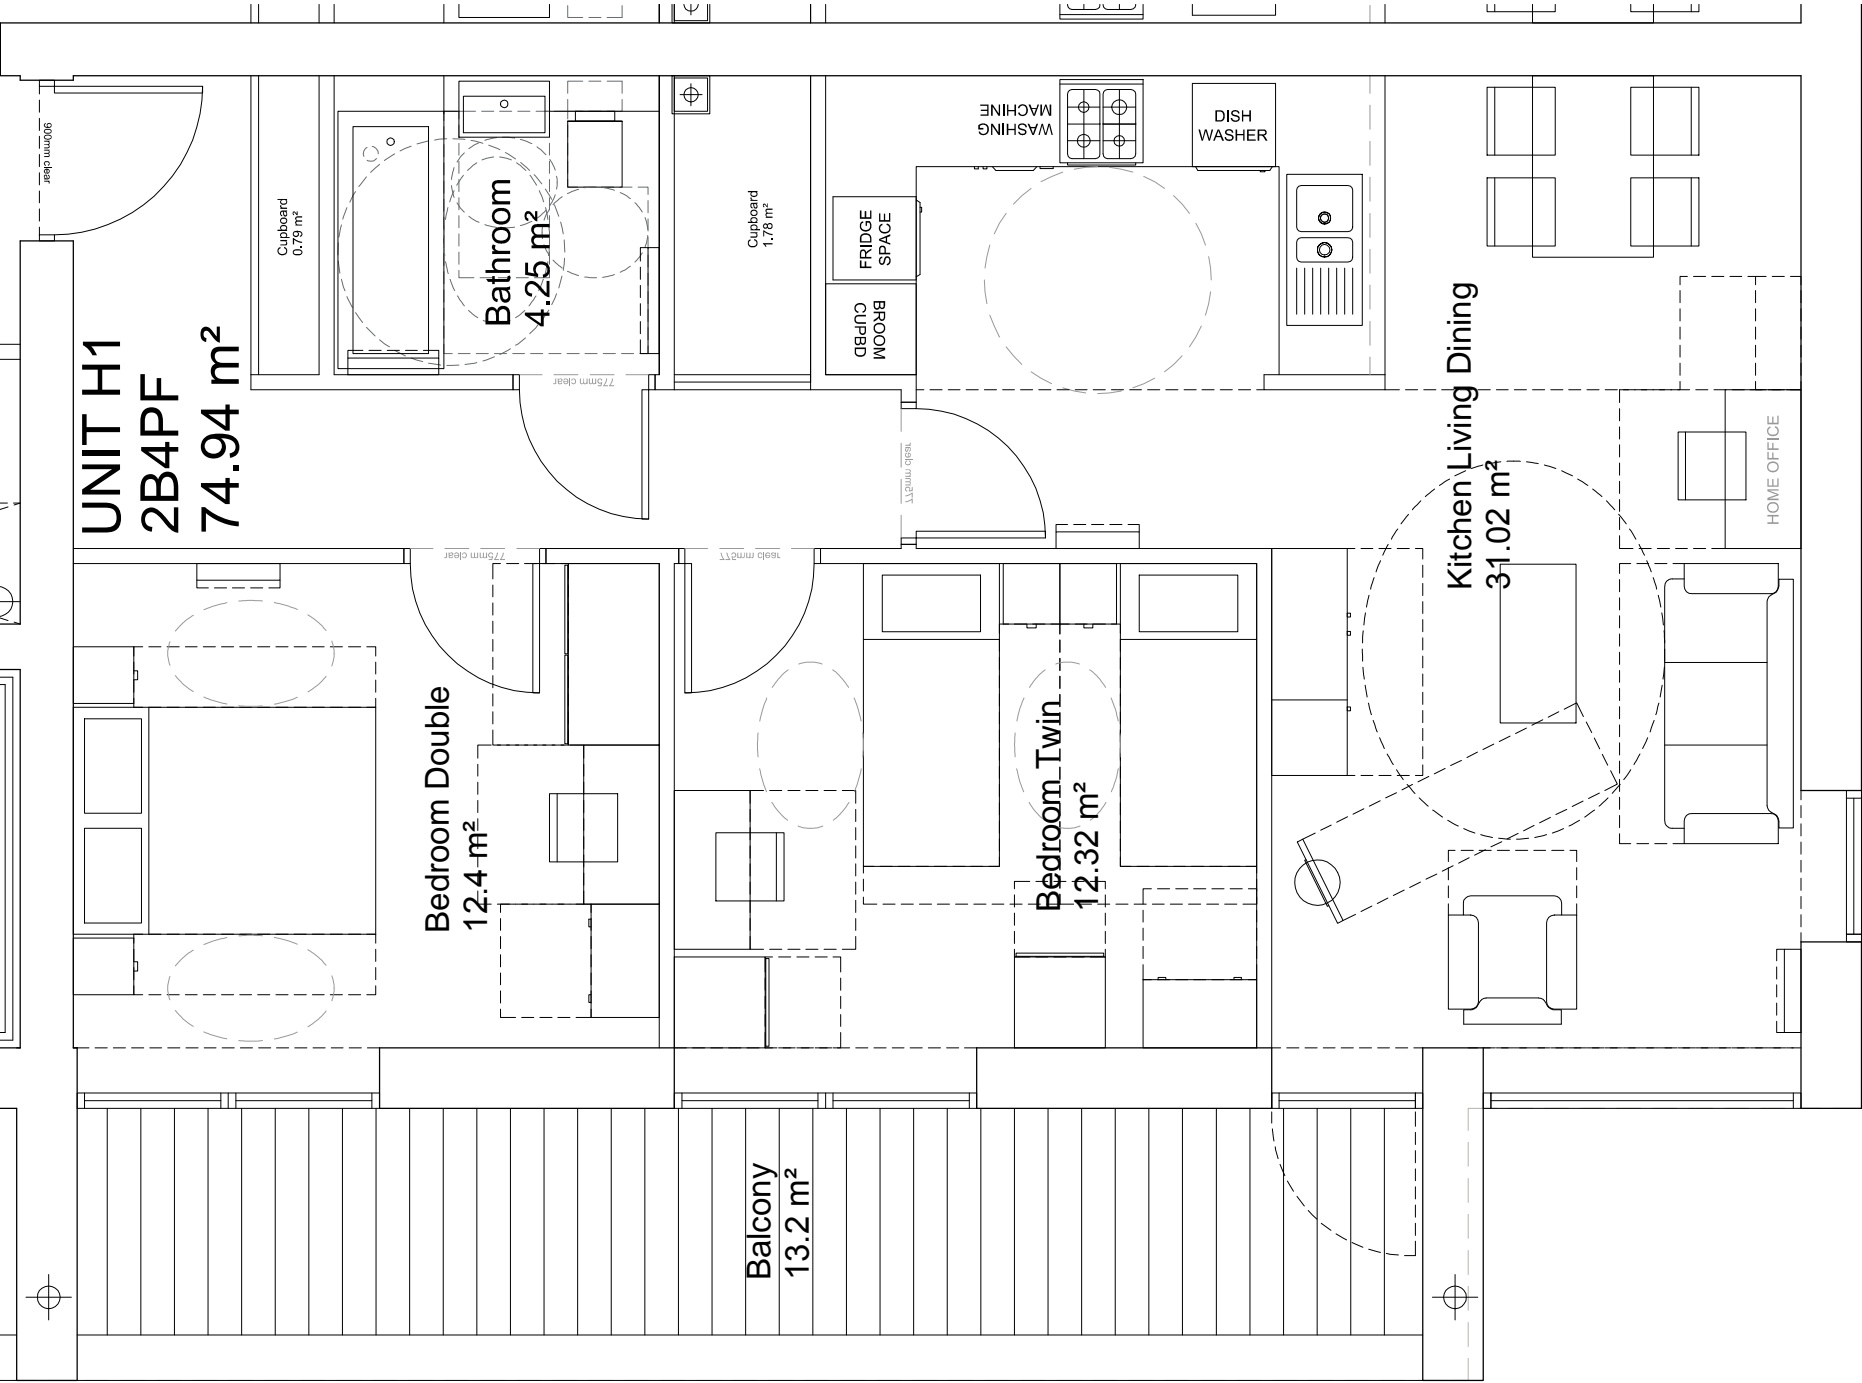 UNIT H1
2B4PF
74.94 m²
900mm clear
Cupboard
0.79 m²
Bathroom
4.25 m²
775mm clear
Cupboard
1.78 m²
WASHING
MACHINE
DISH
WASHER
FRIDGE
SPACE
BROOM
CUPBD
775mm clear
Kitchen Living Dining
31.02 m²
HOME OFFICE
775mm clear
775mm clear
Bedroom Double
12.4 m²
Bedroom Twin
12.32 m²
Balcony
13.2 m²